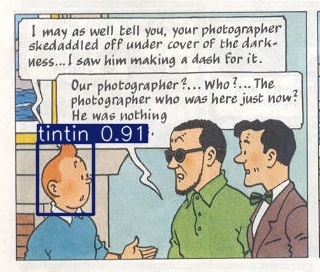 I may as well tell you, your photographer
skedaddled off under cover of the dark-
ness... I saw him making a dash for it.
Our photographer?... Who?... The
photographer who was here just now?
He was nothing
tintin 0.91